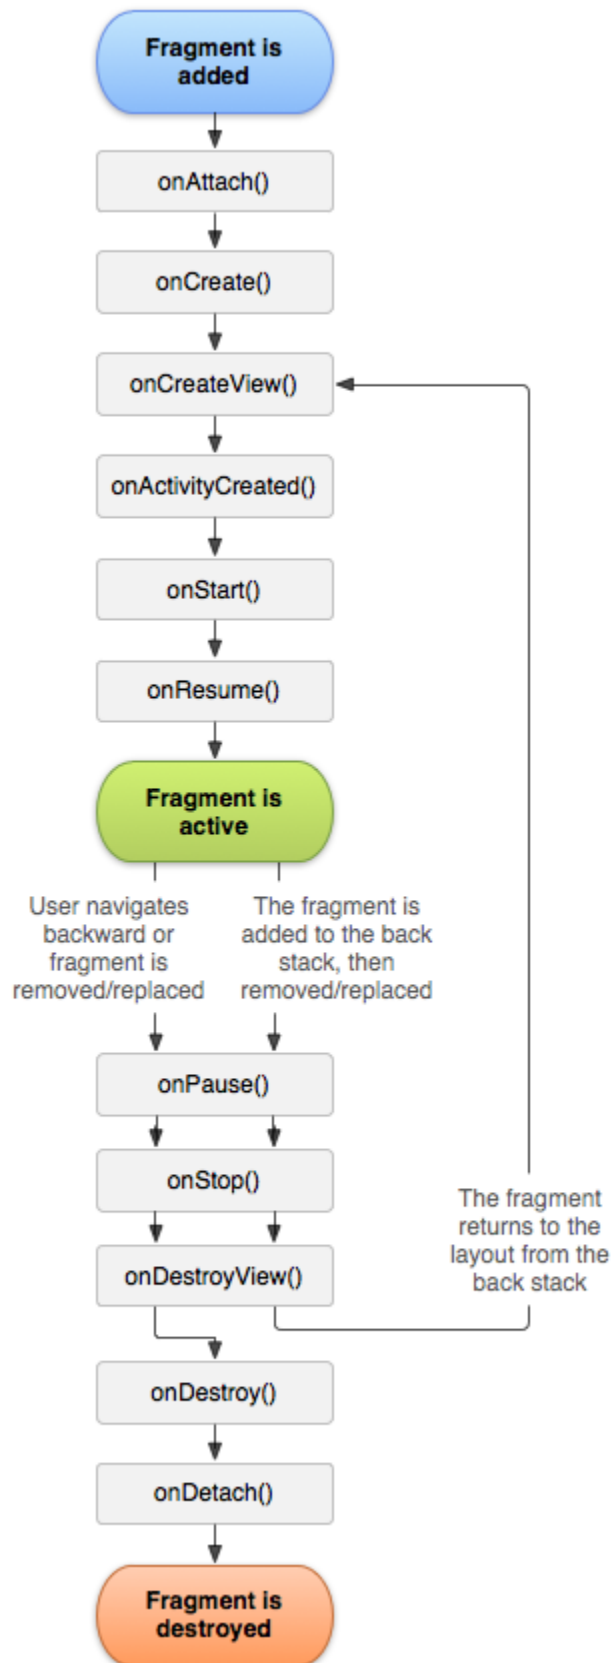 Fragment is
added
onAttach()
onCreate()
onCreateView()
onActivityCreated()
onStart()
onResume()
Fragment is
active
User navigates
backward or
fragment is
removed/replaced
The fragment is
added to the back
stack, then
removed/replaced
onPause()
onStop()
onDestroyView()
The fragment
returns to the
layout from the
back stack
onDestroy()
onDetach()
Fragment is
destroyed